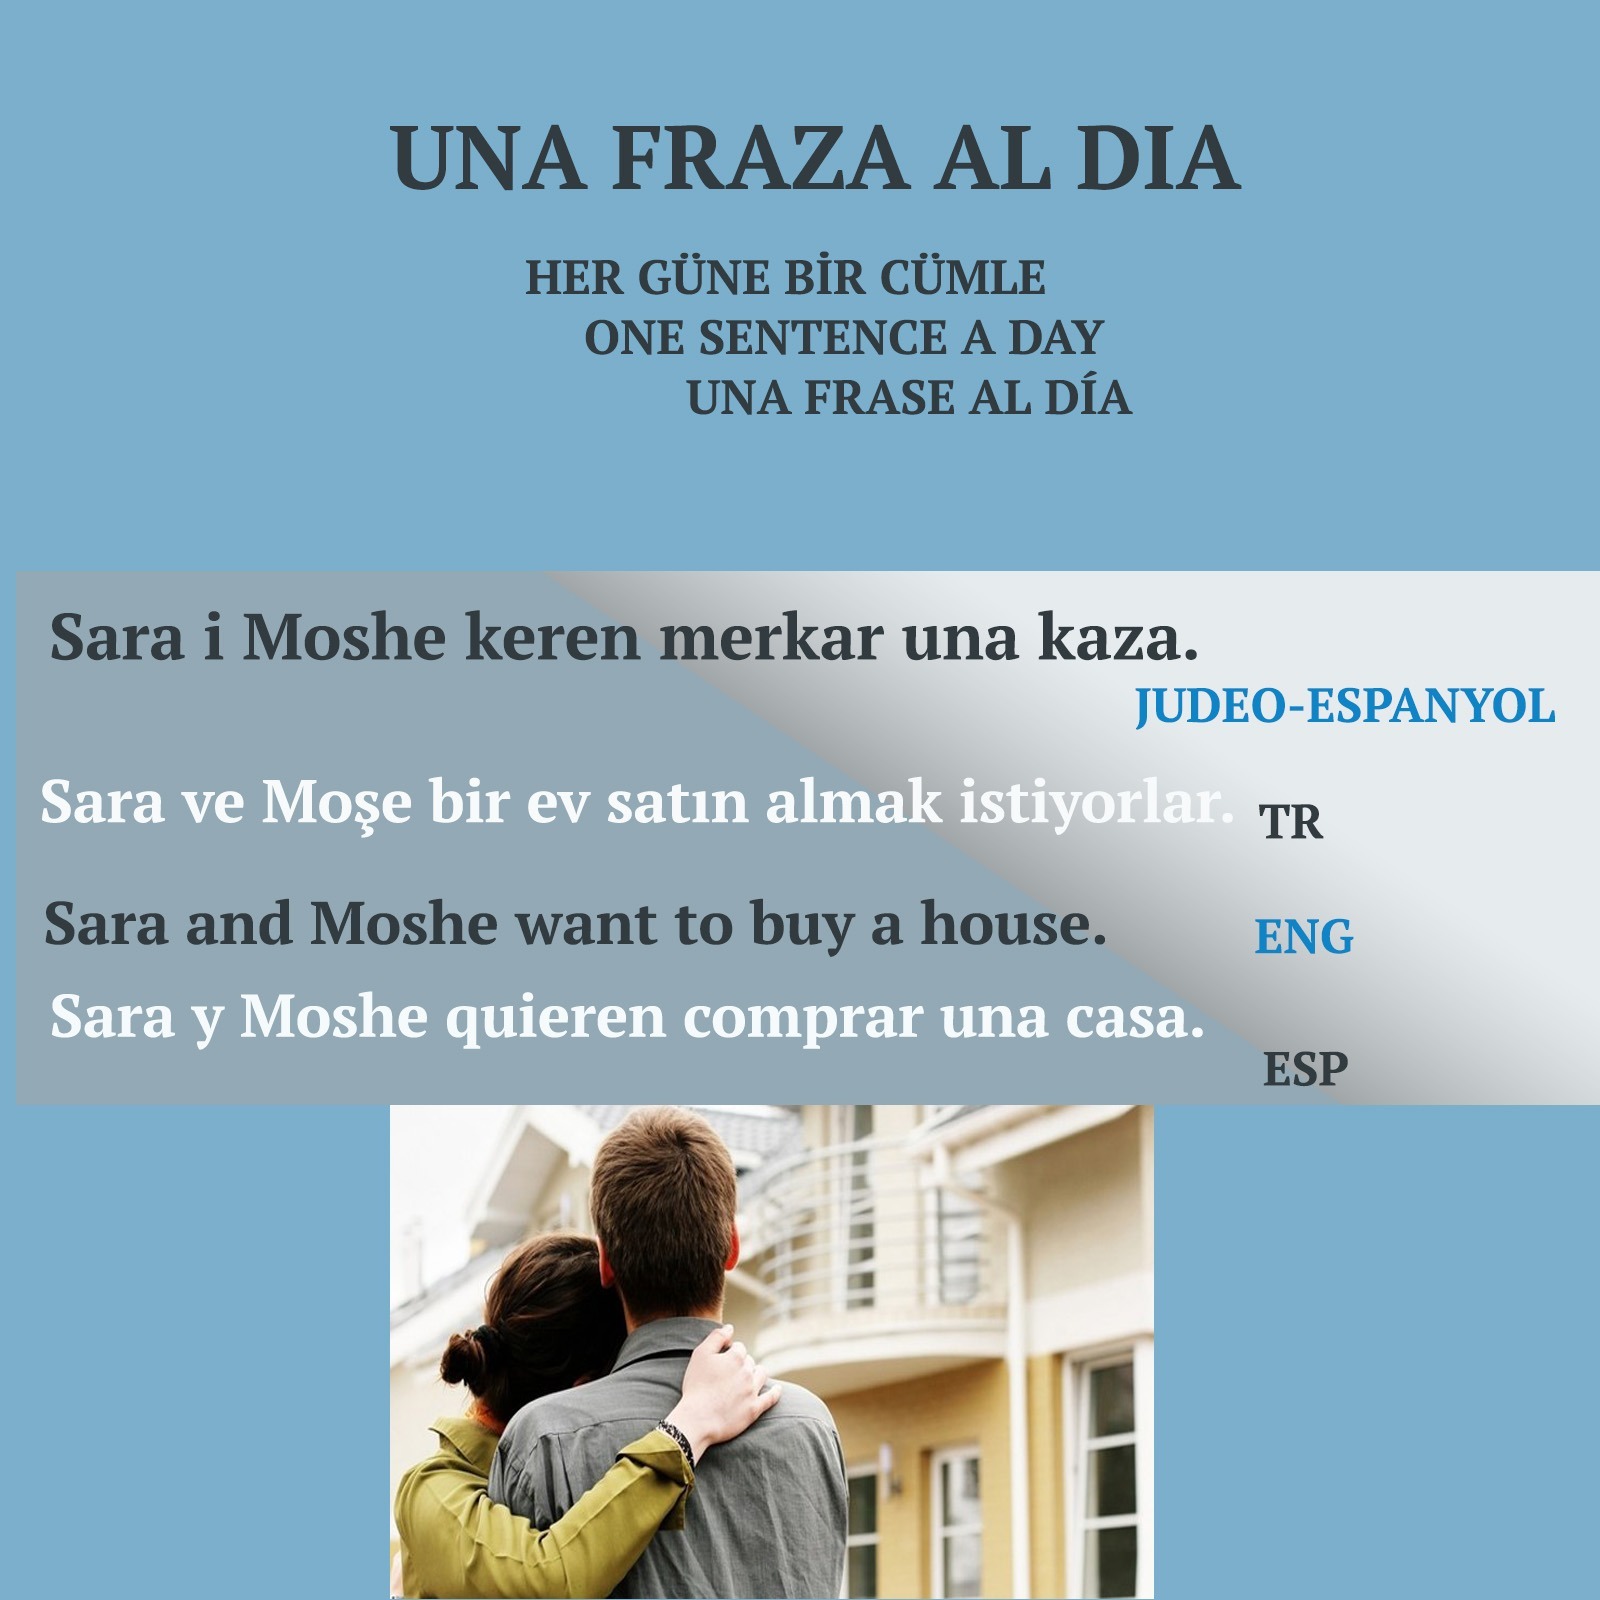 UNA FRAZA AL DIA
HER GÜNE BİR CÜMLE
ONE SENTENCE A DAY
UNA FRASE AL DÍA
Sara i Moshe keren merkar una kaza.
JUDEO-ESPANYOL
Sara ve Moşe bir ev satın almak istiyorlar.
TR
Sara and Moshe want to buy a house.
ENG
Sara y Moshe quieren comprar una casa.
ESP